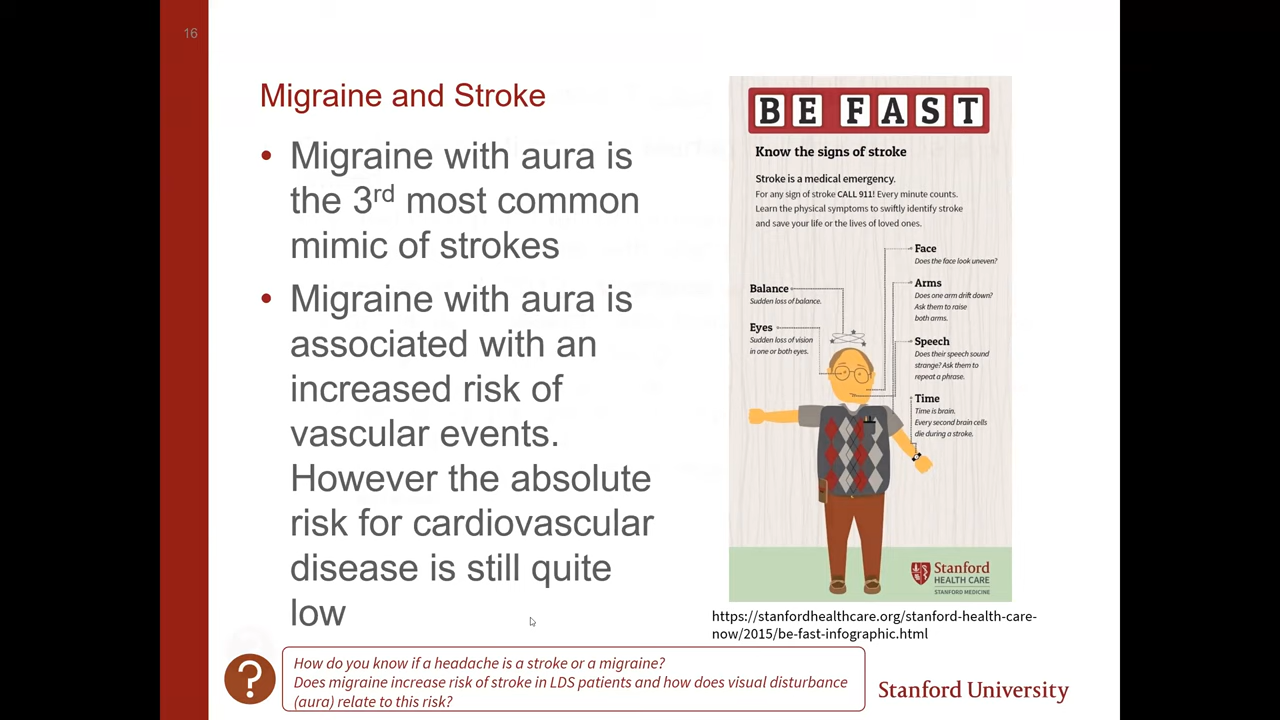 16
Migraine and Stroke
• Migraine with aura is
the 3rd most common
mimic of strokes
• Migraine with aura is
associated with an
increased risk of
vascular events.
However the absolute
risk for cardiovascular
disease is still quite
low
BE FAST
Know the signs of stroke
Stroke is a medical emergency.
For any sign of stroke CALL 911! Every minute counts.
Learn the physical symptoms to swiftly identify stroke
and save your life or the lives of loved ones.
Balance
Sudden loss of balance.
Eyes
Sudden loss of vision
in one or both eyes.
Face
Does the face look uneven?
Arms
Does one arm drift down?
Ask them to raise
both arms.
Speech
Does their speech sound
strange? Ask them to
repeat a phrase.
Time
Time is brain.
Every second brain cells
die during a stroke.
Stanford
HEALTH CARE
STANFORD MEDICINE
https://stanfordhealthcare.org/stanford-health-care-
now/2015/be-fast-infographic.html
?
How do you know if a headache is a stroke or a migraine?
Does migraine increase risk of stroke in LDS patients and how does visual disturbance
(aura) relate to this risk?
Stanford University